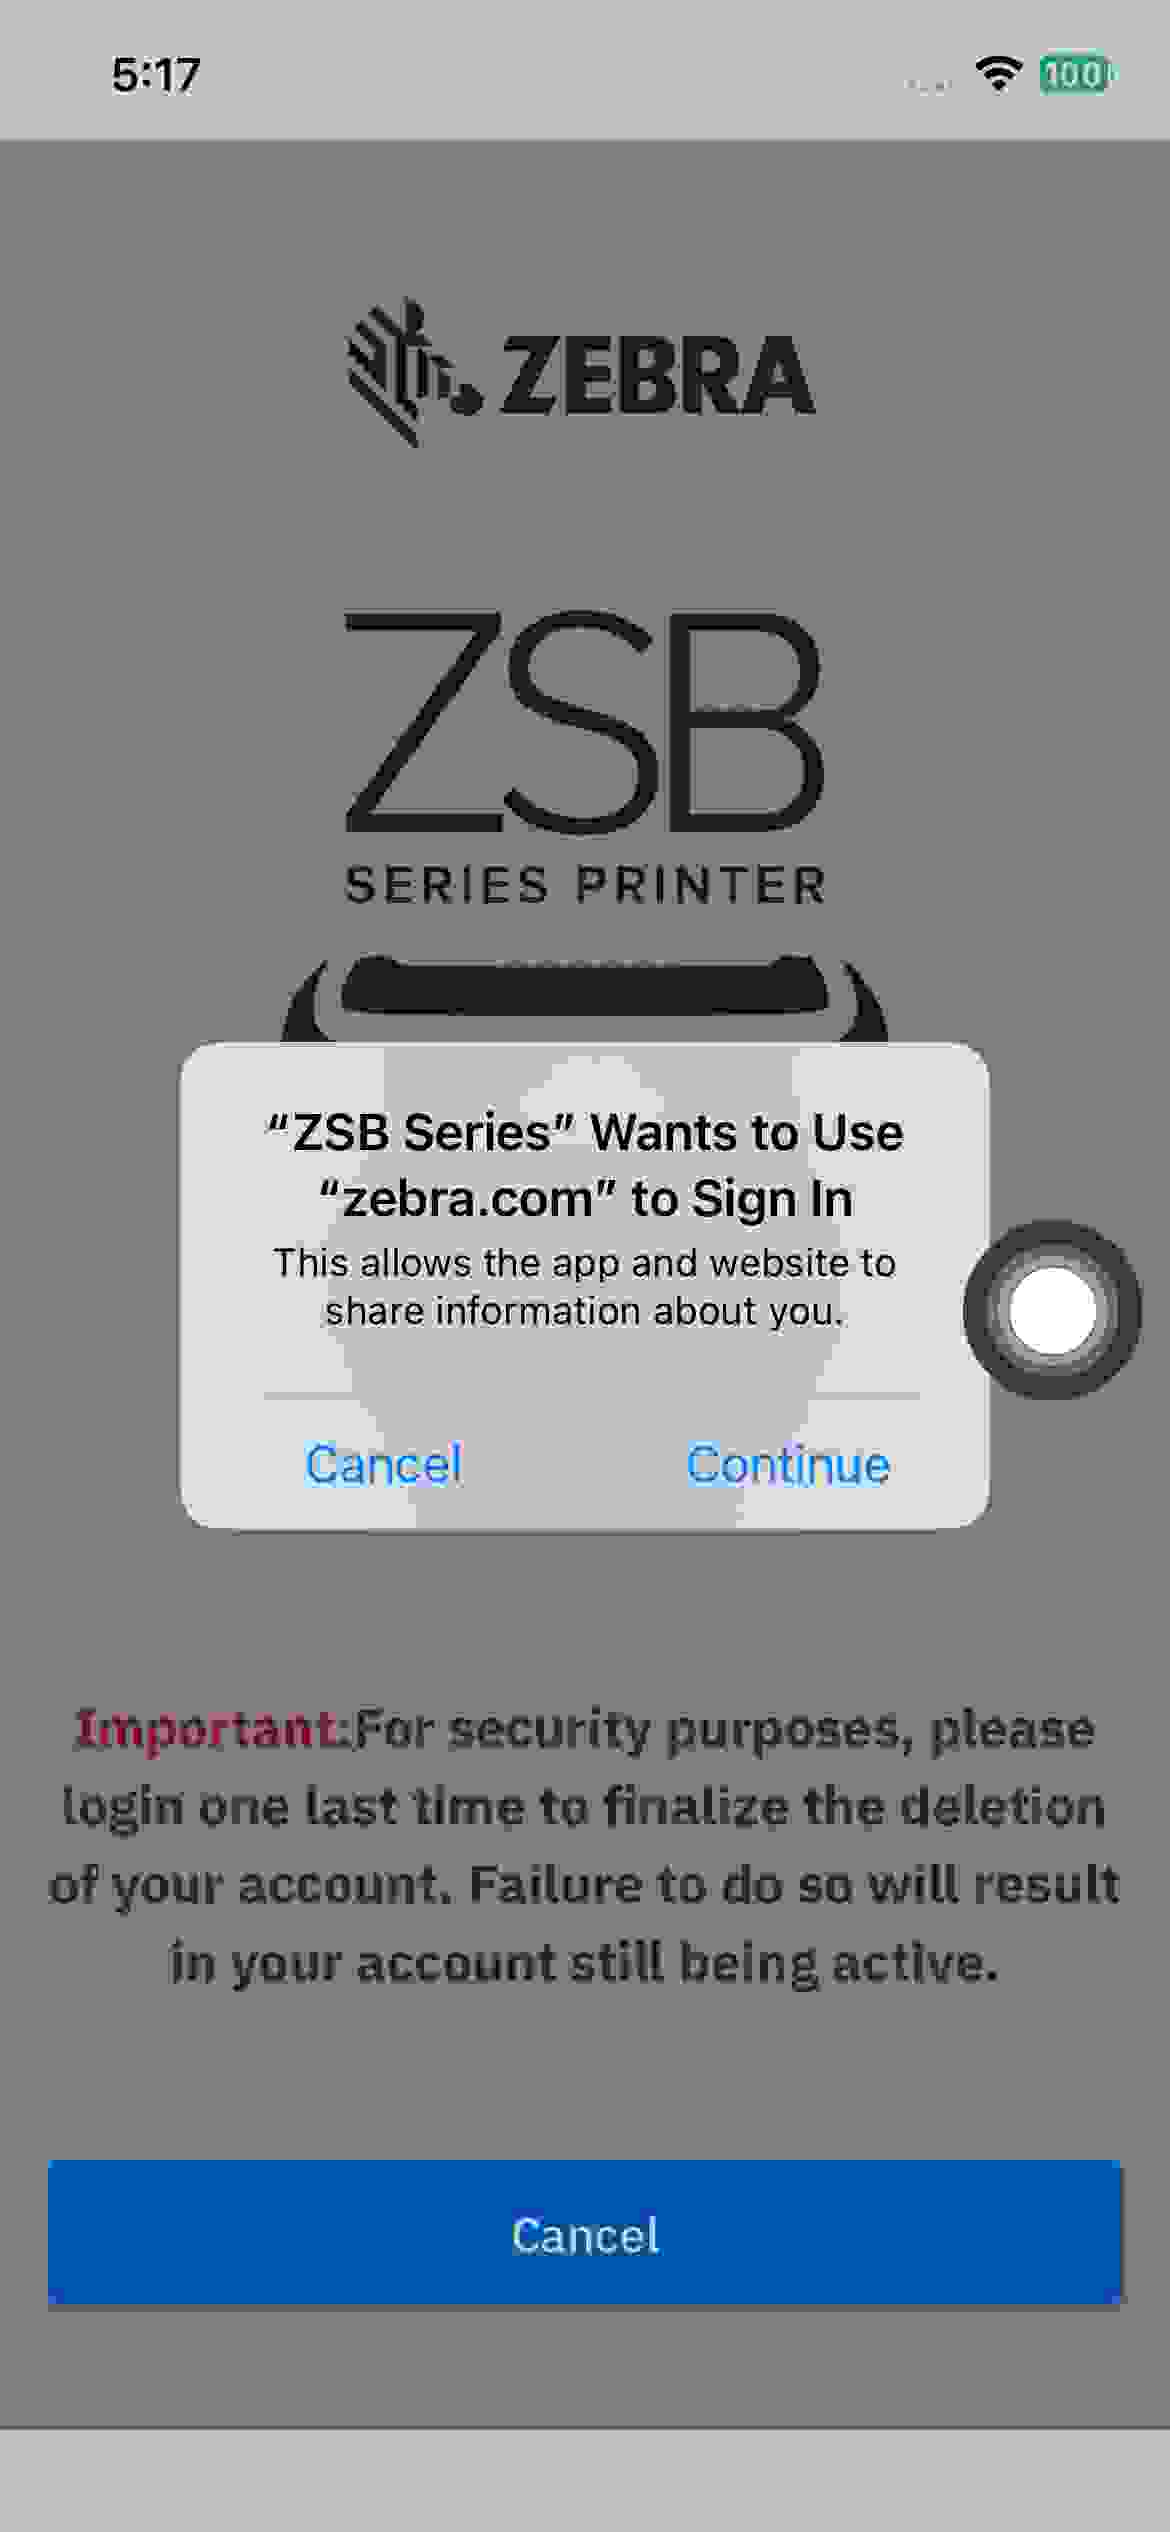 5:17
100
ZEBRA
ZSB
SERIES PRINTER
“ZSB Series” Wants to Use
“zebra.com” to Sign In
This allows the app and website to
share information about you.
Cancel
Continue
Important:For security purposes, please
login one last time to finalize the deletion
of your account. Failure to do so will result
in your account still being active.
Cancel